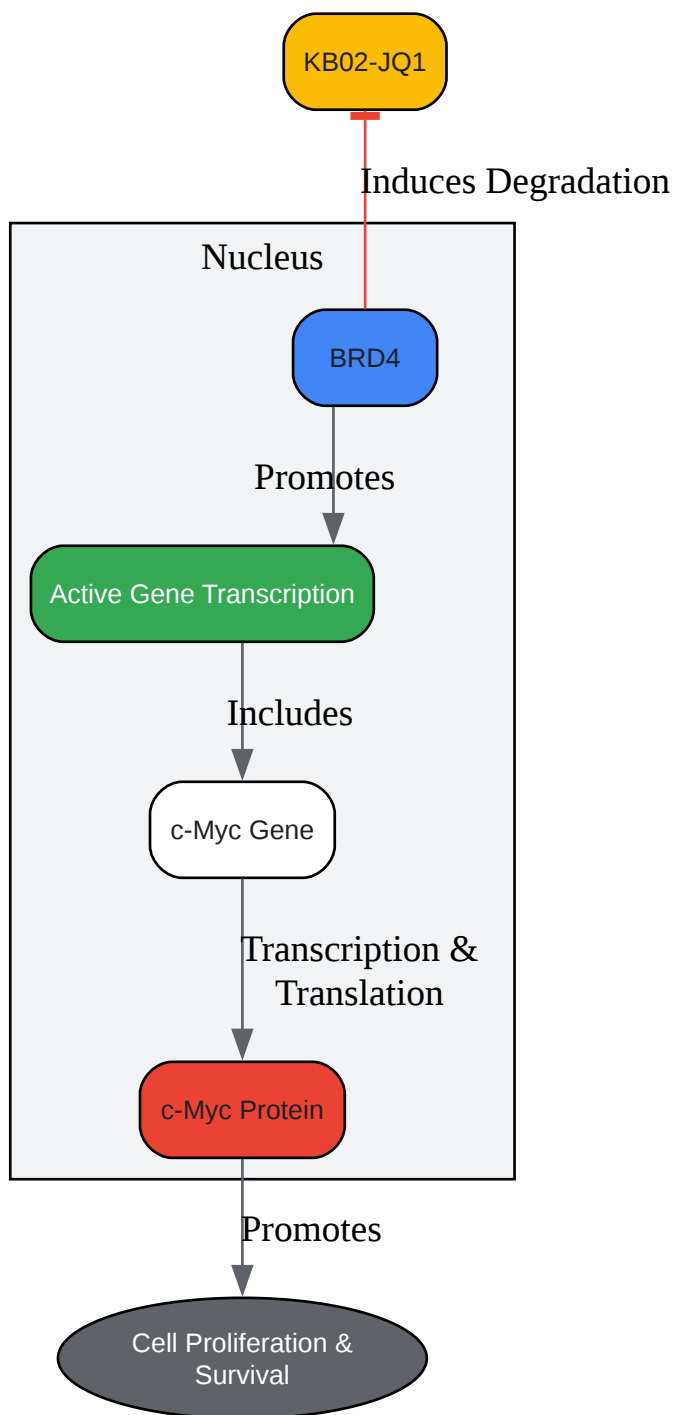 KB02-JQ1
Induces Degradation
Nucleus
BRD4
Promotes
Active Gene Transcription
Includes
c-Myc Gene
Transcription &
Translation
c-Myc Protein
Promotes
Cell Proliferation &
Survival